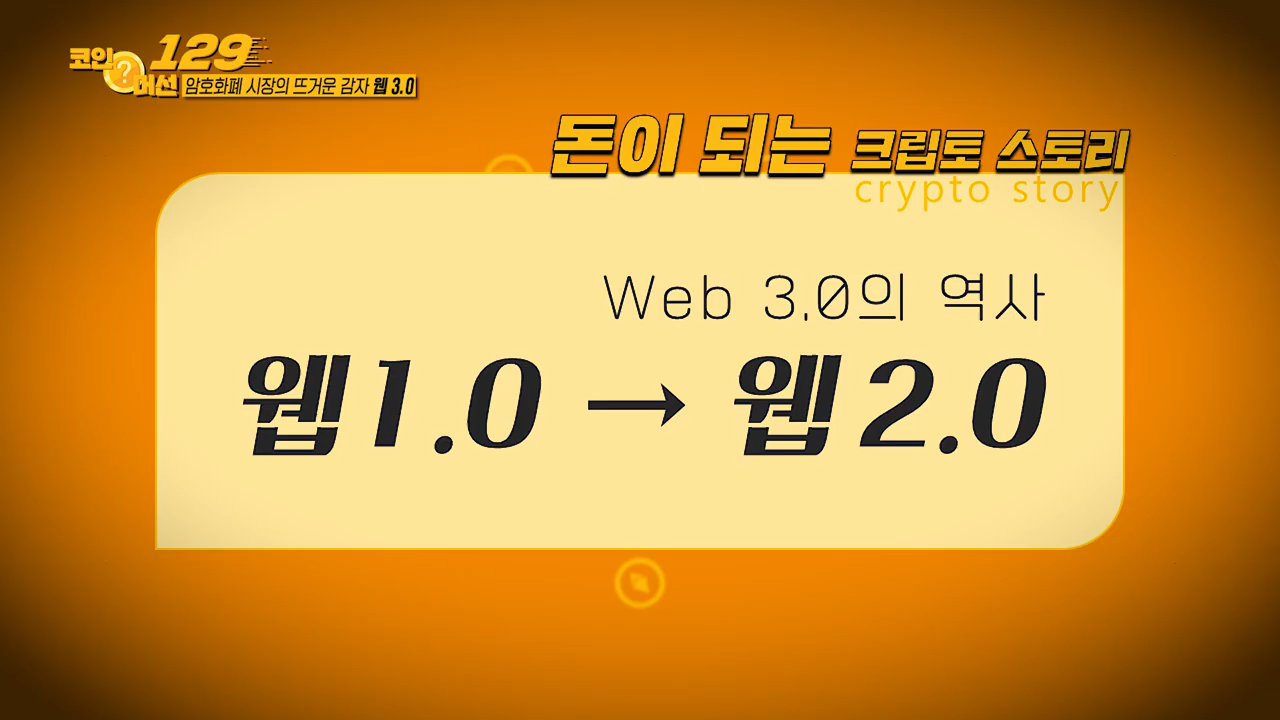 코인 129
머선
암호화폐 시장의 뜨거운 감자 웹 3.0
돈이 되는 크립토 스토리
crypto story
Web 3.0의 역사
웹1.0 → 웹2.0